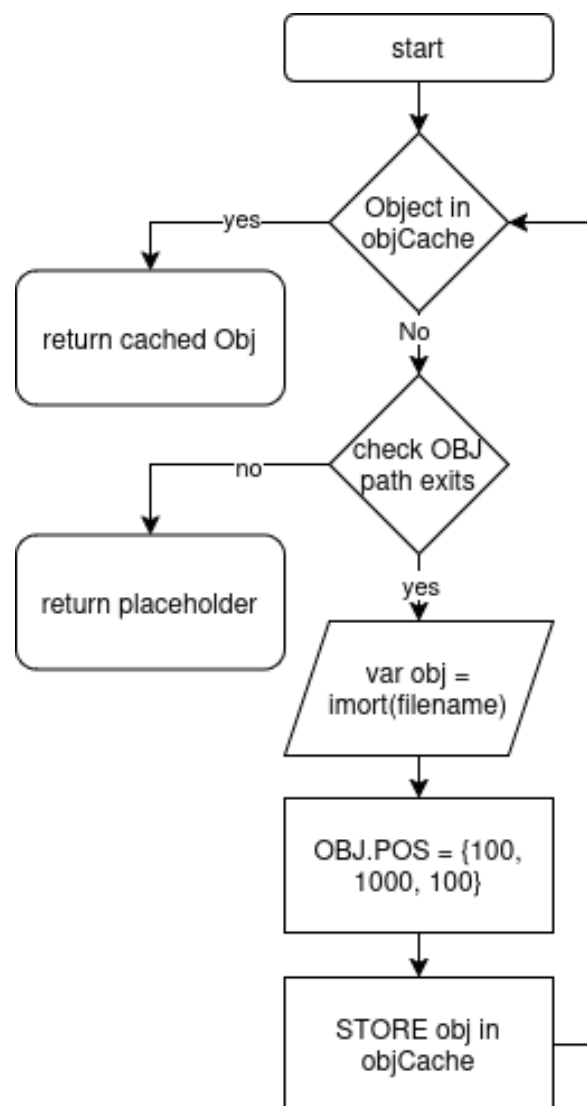 start
Object in
objCache
yes
return cached Obj
No
check OBJ
path exits
no
return placeholder
yes
var obj =
imort(filename)
OBJ.POS = {100,
1000, 100}
STORE obj in
objCache